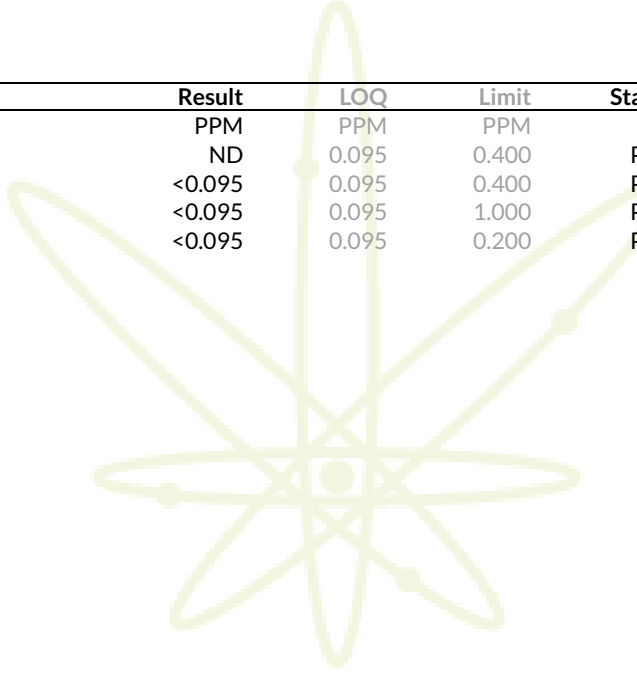 Result LOQ Limit Sta
PPM PPM PPM
ND 0.095 0.400 P
<0.095 0.095 0.400 P
<0.095 0.095 1.000 P
<0.095 0.095 0.200 P